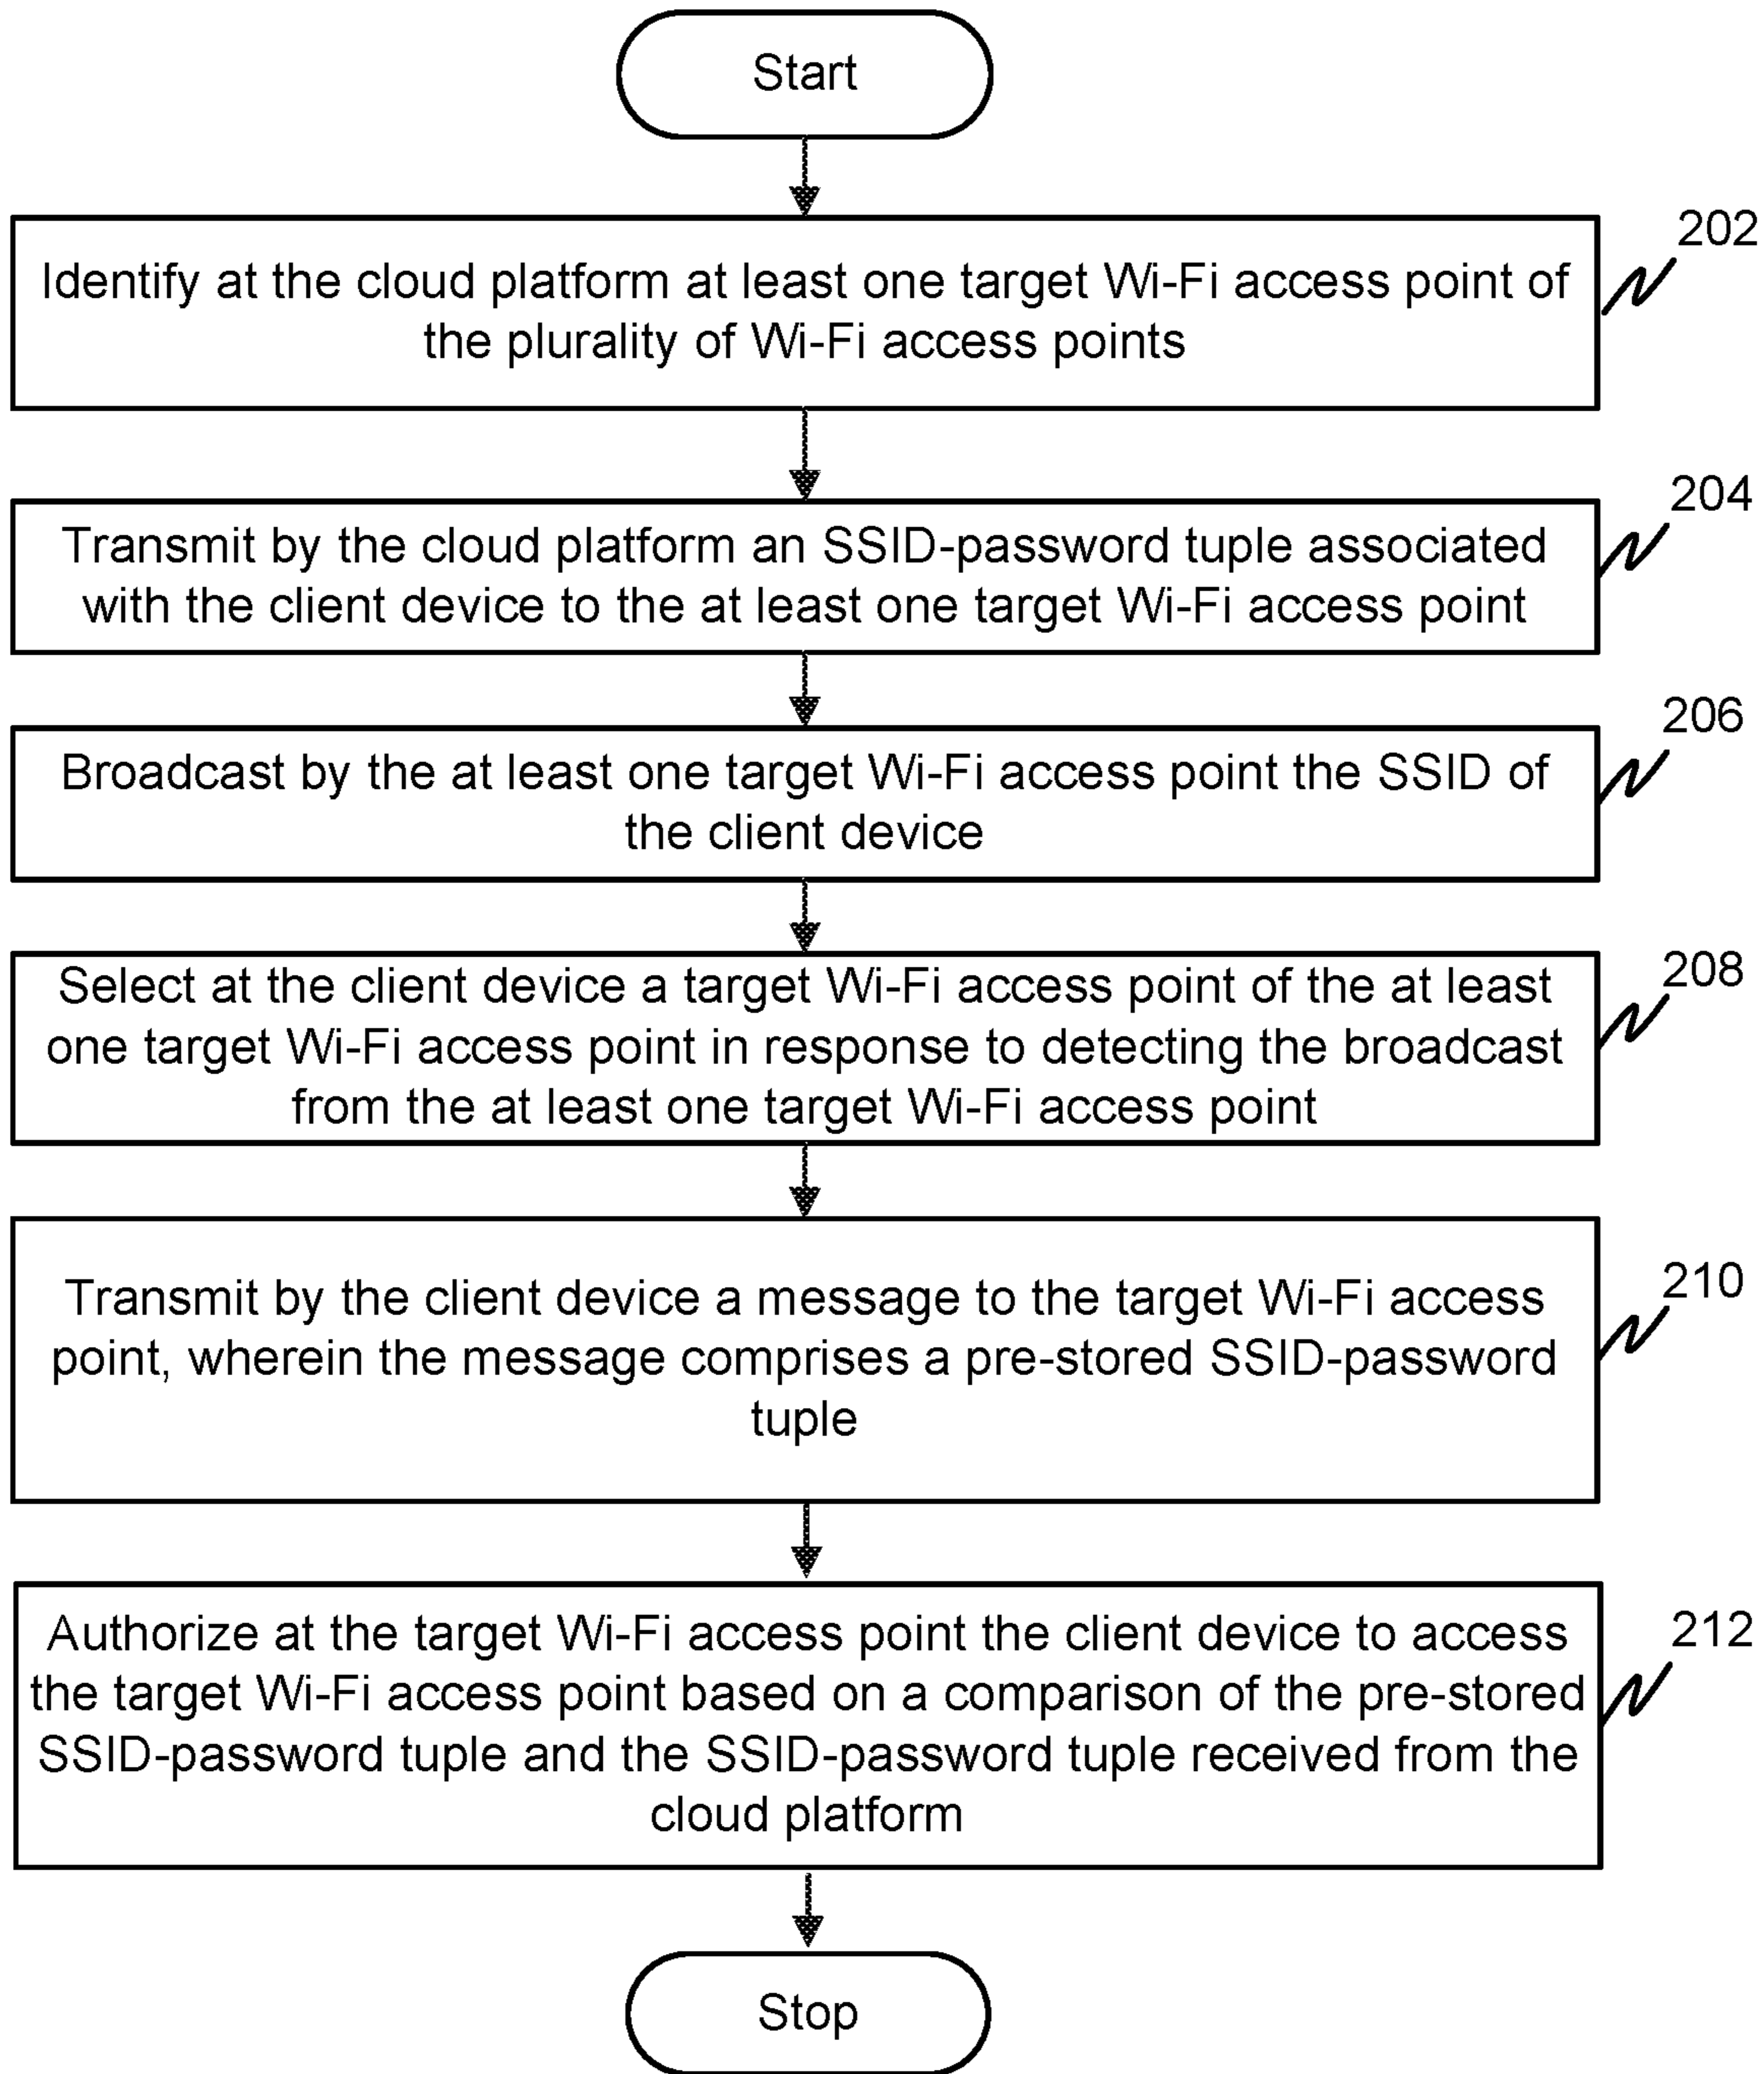 Start
202
Identify at the cloud platform at least one target Wi-Fi access point of
the plurality of Wi-Fi access points
204
Transmit by the cloud platform an SSID-password tuple associated
with the client device to the at least one target Wi-Fi access point
206
Broadcast by the at least one target Wi-Fi access point the SSID of
the client device
208
Select at the client device a target Wi-Fi access point of the at least
one target Wi-Fi access point in response to detecting the broadcast
from the at least one target Wi-Fi access point
210
Transmit by the client device a message to the target Wi-Fi access
point, wherein the message comprises a pre-stored SSID-password
tuple
212
Authorize at the target Wi-Fi access point the client device to access
the target Wi-Fi access point based on a comparison of the pre-stored
SSID-password tuple and the SSID-password tuple received from the
cloud platform
Stop